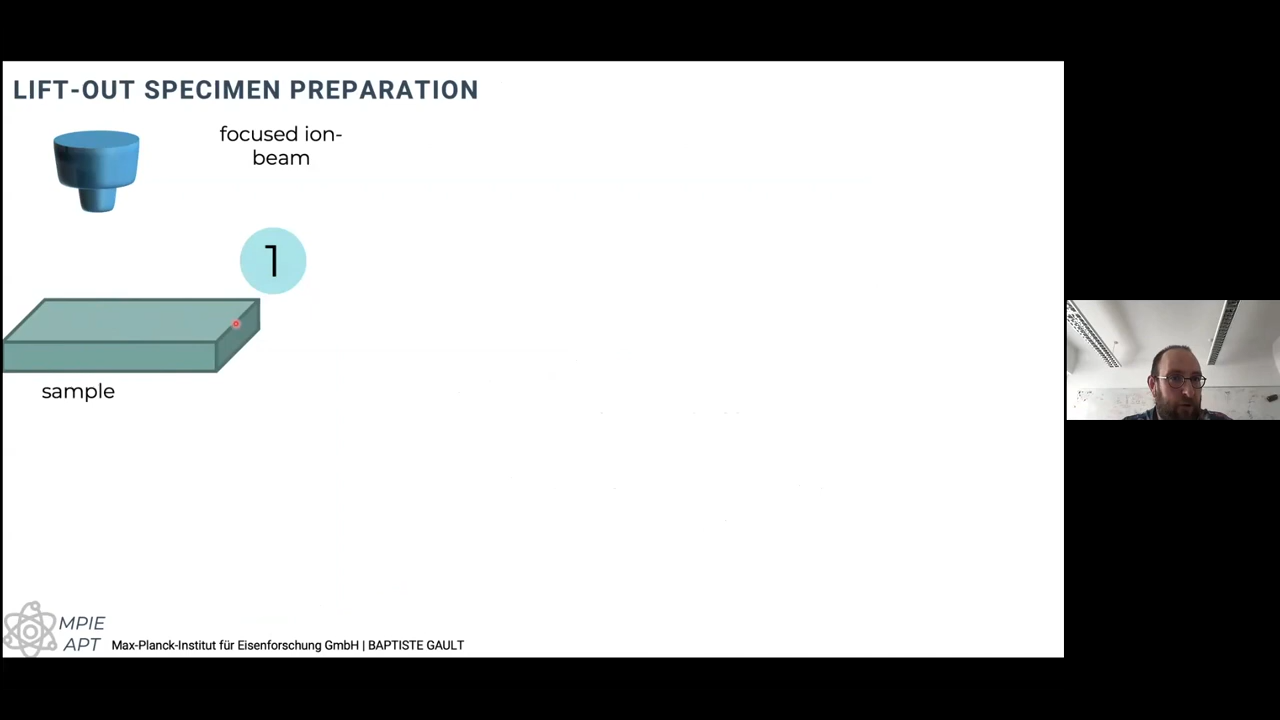 LIFT-OUT SPECIMEN PREPARATION
focused ion-
beam
1
sample
MPIE
APT
Max-Planck-Institut für Eisenforschung GmbH | BAPTISTE GAULT